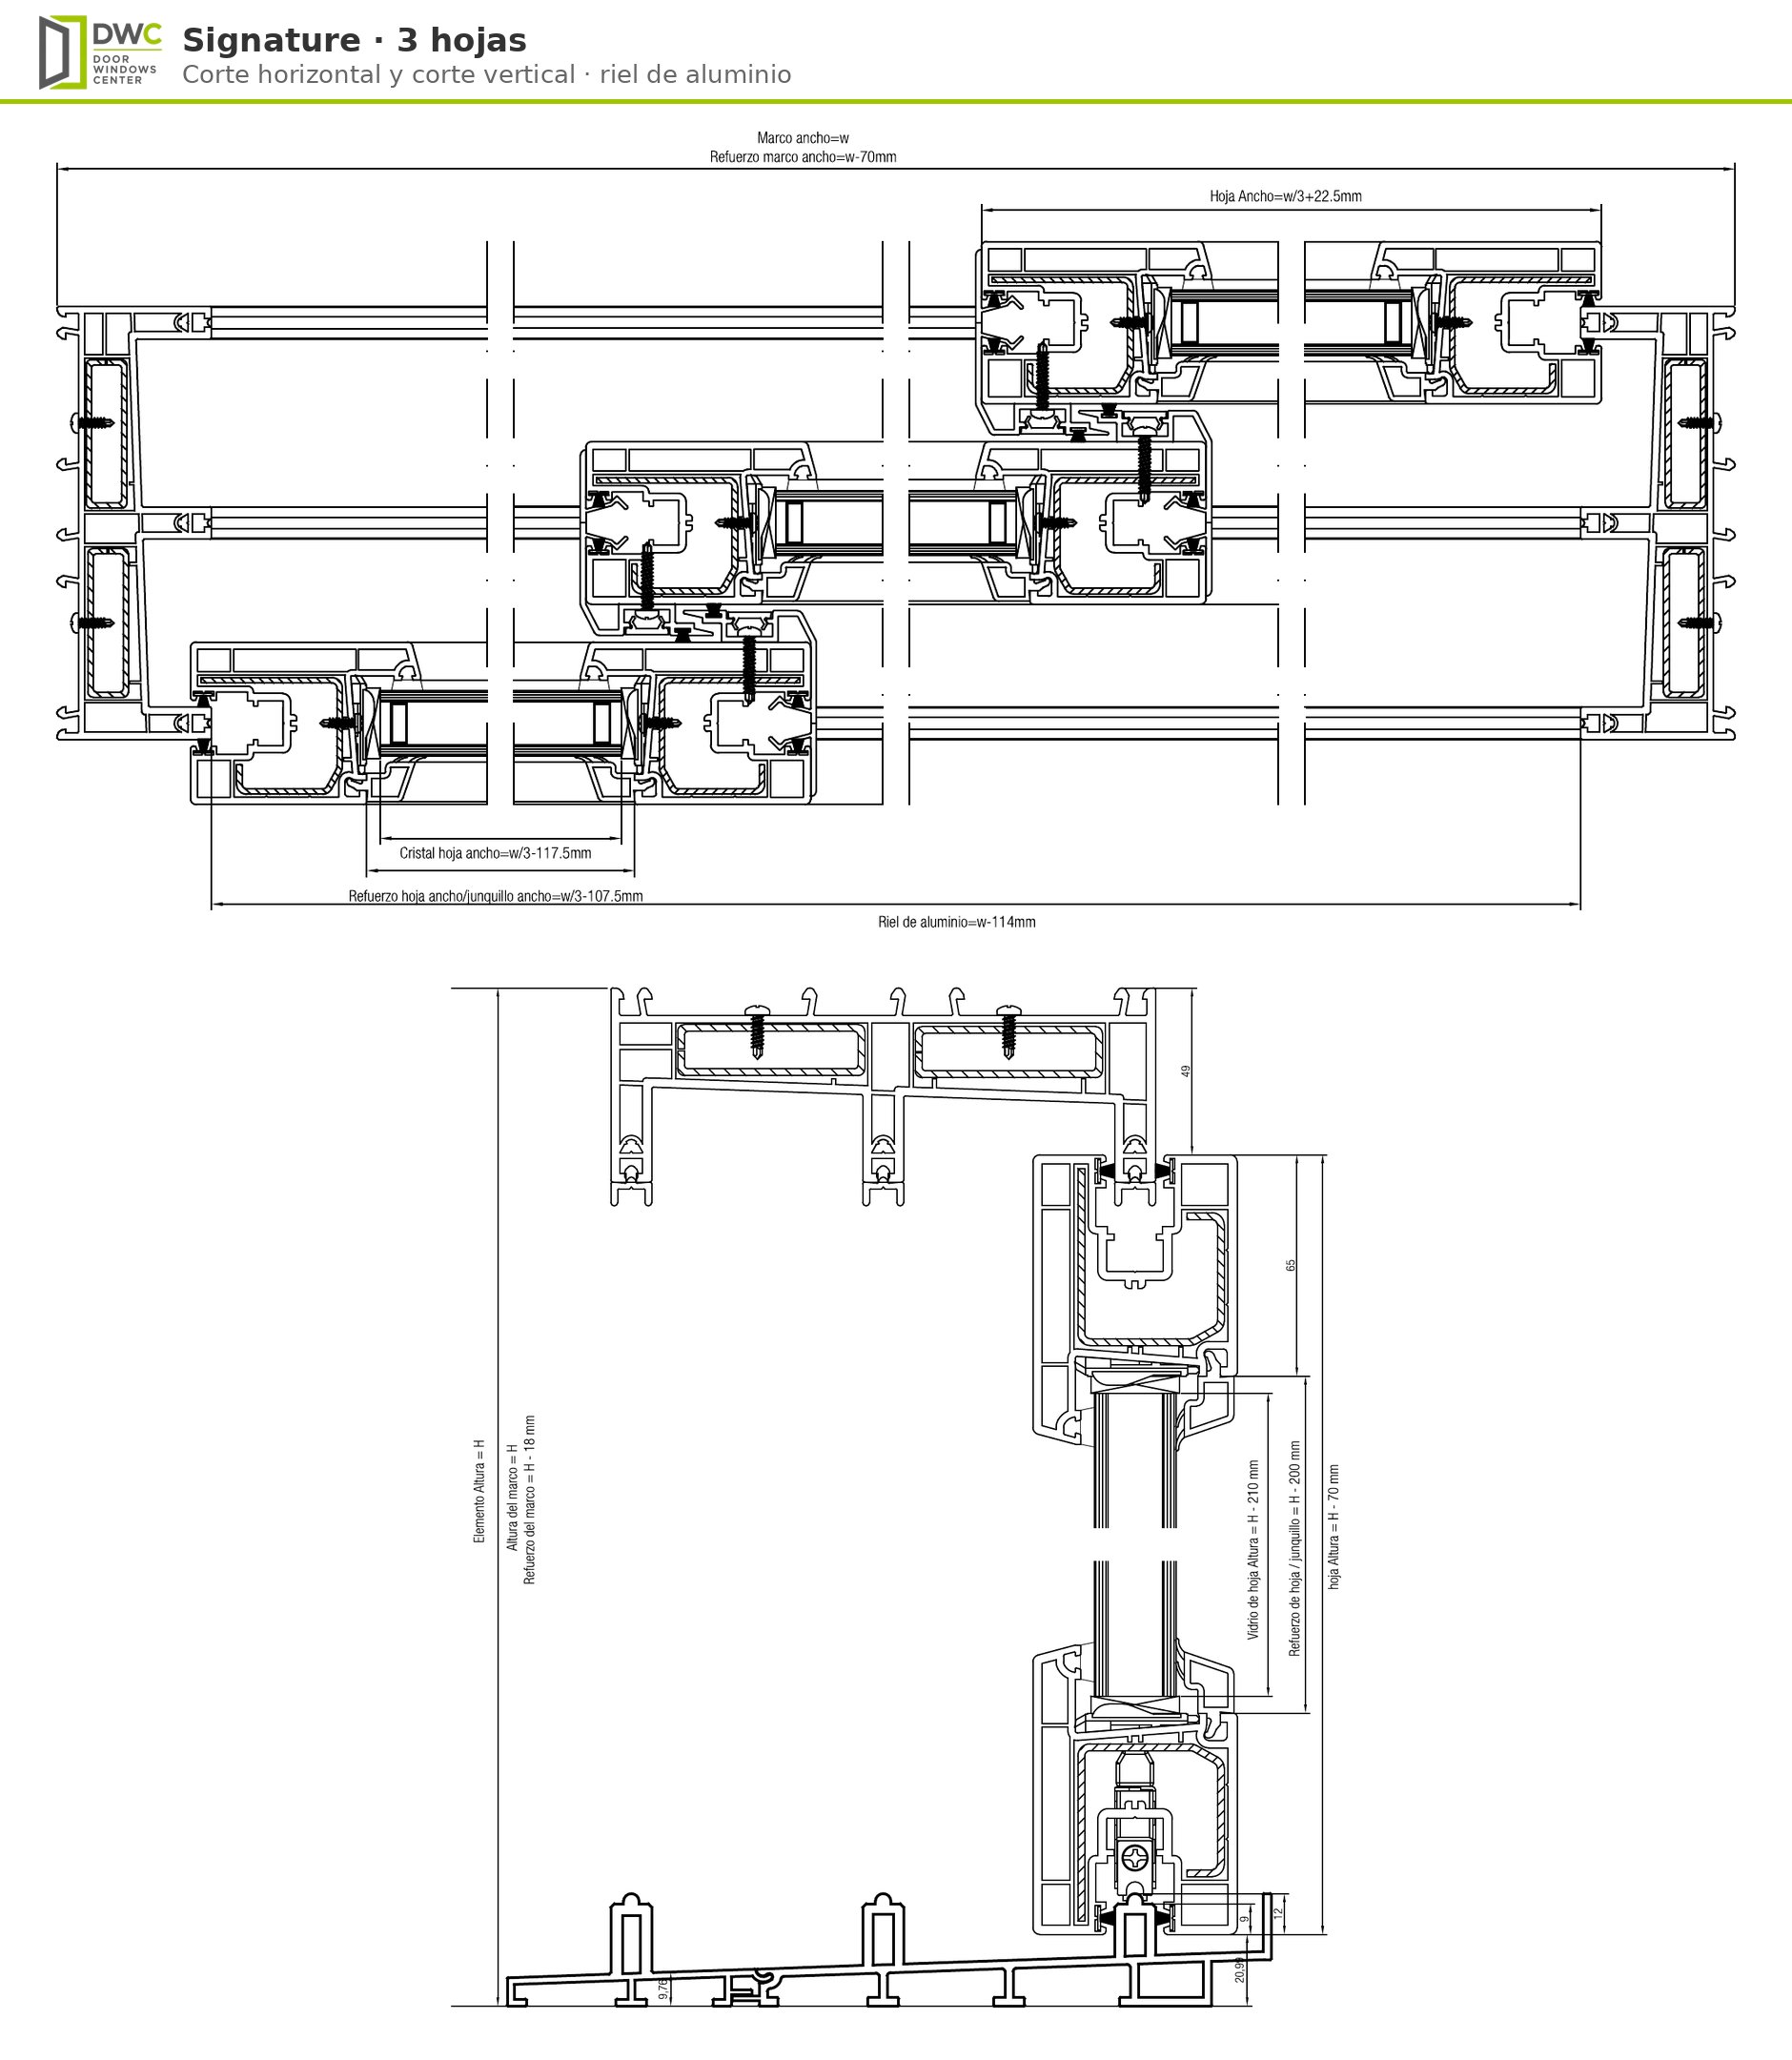 DWC
DOOR
WINDOWS
CENTER
Signature · 3 hojas
Corte horizontal y corte vertical · riel de aluminio
Marco ancho=w
Refuerzo marco ancho=w-70mm
Hoja Ancho=w/3+22.5mm
Cristal hoja ancho=w/3-117.5mm
Refuerzo hoja ancho/junquillo ancho=w/3-107.5mm
Riel de aluminio=w-114mm
49
65
Elemento Altura = H
Altura del marco = H
Refuerzo del marco = H - 18 mm
Vidrio de hoja Altura = H - 210 mm
Refuerzo de hoja / junquillo = H - 200 mm
hoja Altura = H - 70 mm
9
12
20,99
9,76